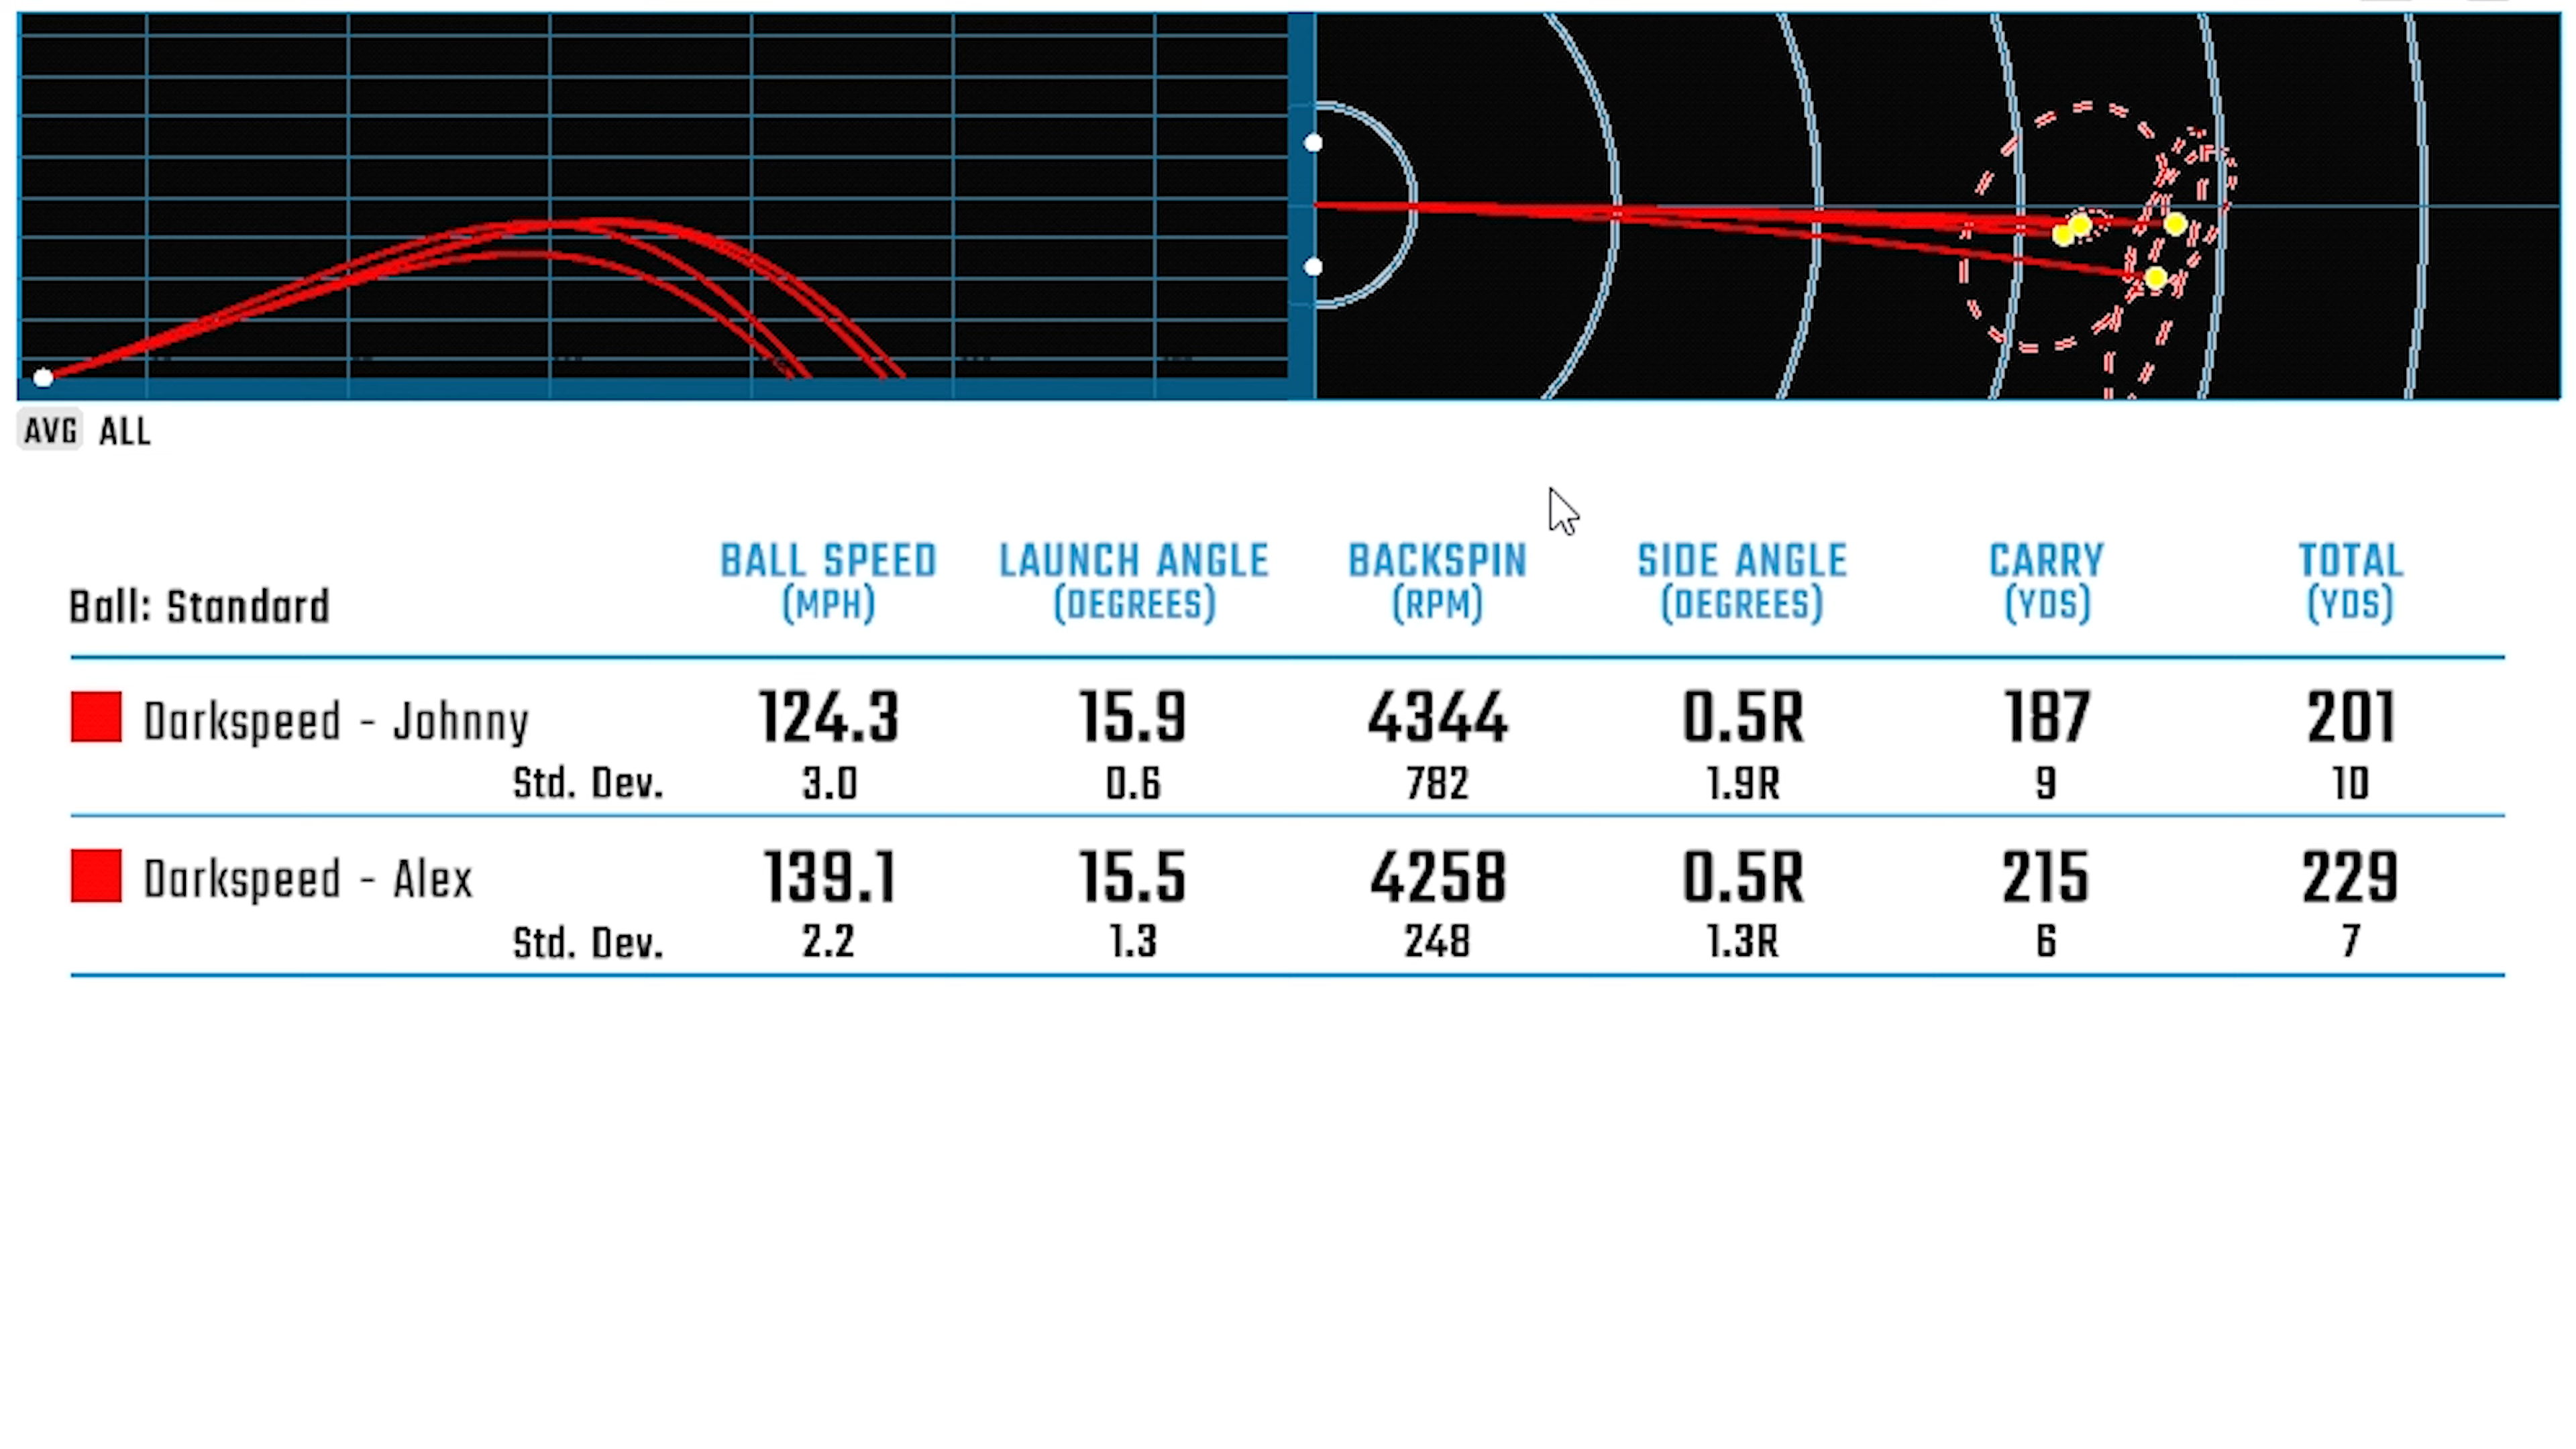 AVG ALL
BALL SPEED LAUNCH ANGLE BACKSPIN SIDE ANGLE CARRY TOTAL
Ball: Standard (MPH) (DEGREES) (RPM) (DEGREES) (YDS) (YDS)
Darkspeed - Johnny 124.3 15.9 4344 0.5R 187 201
Std. Dev. 3.0 0.6 782 1.9R 9 10
Darkspeed - Alex 139.1 15.5 4258 0.5R 215 229
Std. Dev. 2.2 1.3 248 1.3R 6 7